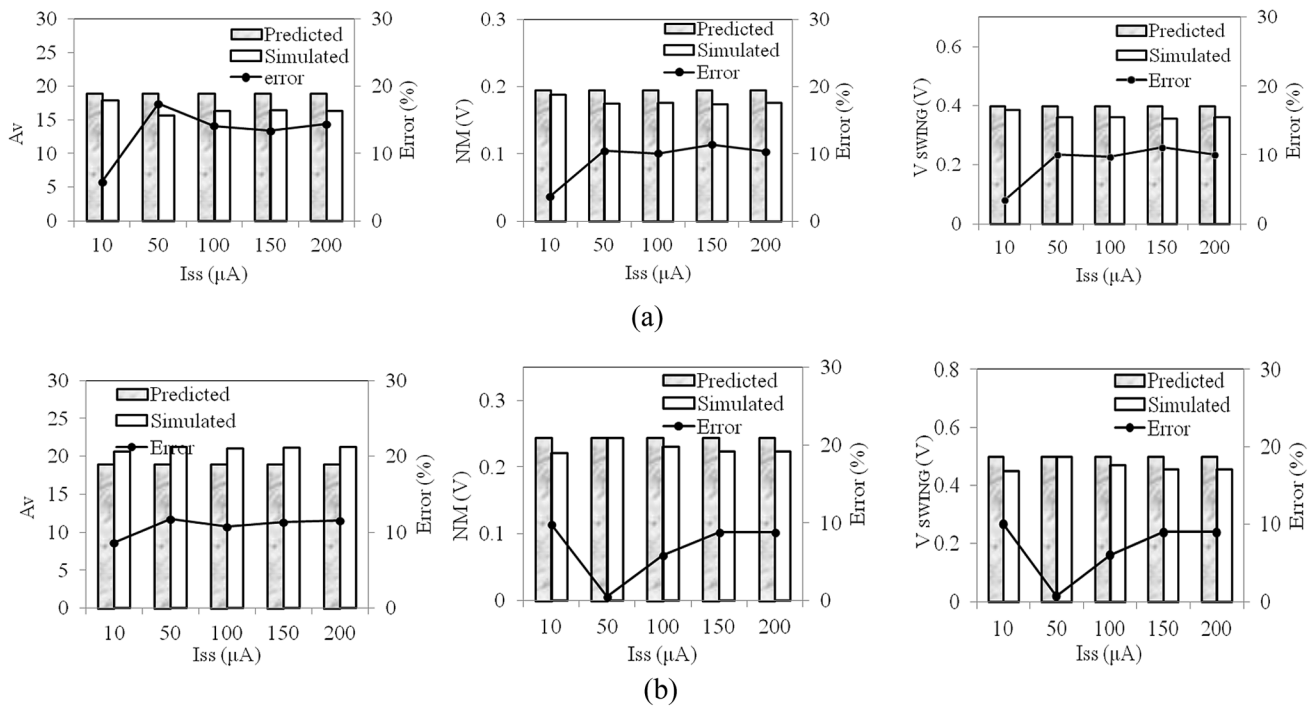 30
25
20
15
10
5
0
Av
Predicted
Simulated
error
30
20
10
0
Error (%)
10 50 100 150 200
Iss (μA)
0.3
0.2
0.1
0
NM (V)
Predicted
Simulated
Error
30
20
10
0
Error (%)
10 50 100 150 200
Iss (μA)
0.6
0.4
0.2
0
V SWING (V)
Predicted
Simulated
Error
30
20
10
0
Error (%)
10 50 100 150 200
Iss (μA)
(a)
30
25
20
15
10
5
0
Av
Predicted
Simulated
Error
30
20
10
0
Error (%)
10 50 100 150 200
Iss (μA)
0.3
0.2
0.1
0
NM (V)
Predicted
Simulated
Error
30
20
10
0
Error (%)
10 50 100 150 200
Iss (μA)
0.8
0.6
0.4
0.2
0
V SWING (V)
Predicted
Simulated
Error
30
20
10
0
Error (%)
10 50 100 150 200
Iss (μA)
(b)